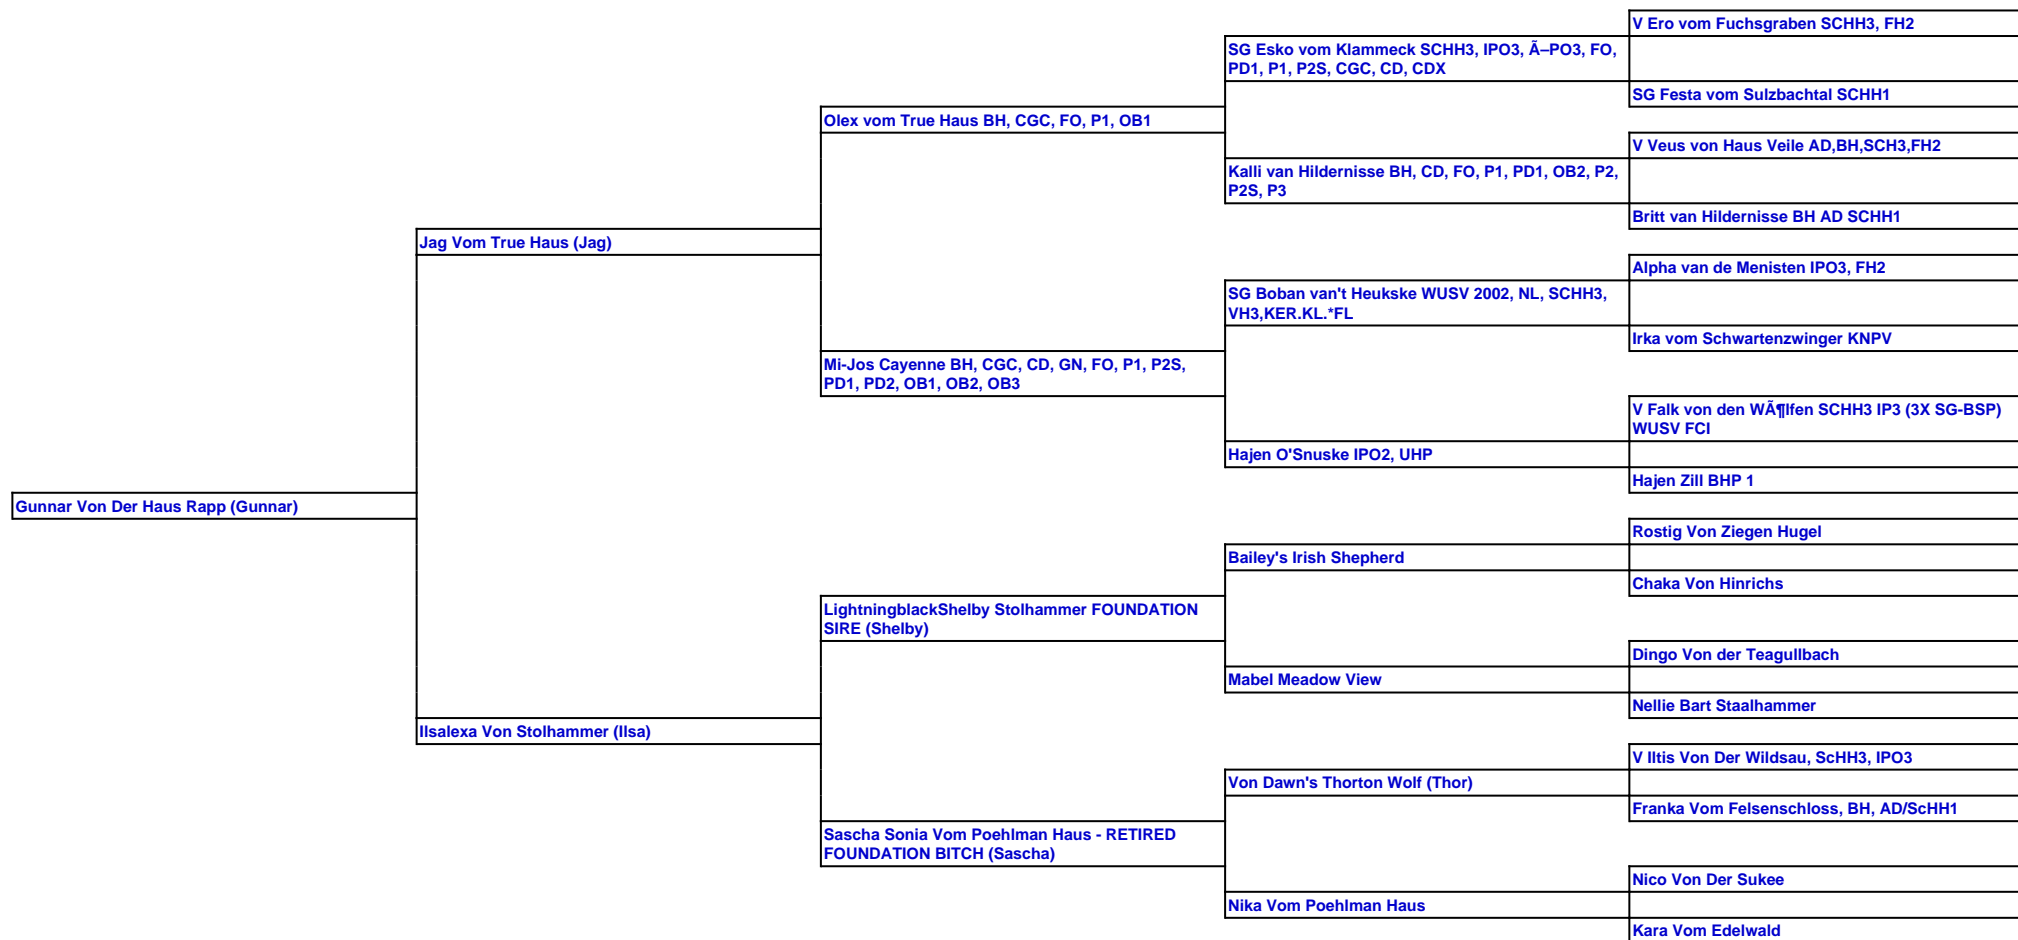 V Ero vom Fuchsgraben SCHH3, FH2
SG Esko vom Klammeck SCHH3, IPO3, Ã–PO3, FO,
PD1, P1, P2S, CGC, CD, CDX
SG Festa vom Sulzbachtal SCHH1
Olex vom True Haus BH, CGC, FO, P1, OB1
V Veus von Haus Veile AD,BH,SCH3,FH2
Kalli van Hildernisse BH, CD, FO, P1, PD1, OB2, P2,
P2S, P3
Britt van Hildernisse BH AD SCHH1
Jag Vom True Haus (Jag)
Alpha van de Menisten IPO3, FH2
SG Boban van't Heukske WUSV 2002, NL, SCHH3,
VH3,KER.KL.*FL
Irka vom Schwartenzwinger KNPV
Mi-Jos Cayenne BH, CGC, CD, GN, FO, P1, P2S,
PD1, PD2, OB1, OB2, OB3
V Falk von den WÃ¶lfen SCHH3 IP3 (3X SG-BSP)
WUSV FCI
Hajen O'Snuske IPO2, UHP
Hajen Zill BHP 1
Gunnar Von Der Haus Rapp (Gunnar)
Rostig Von Ziegen Hugel
Bailey's Irish Shepherd
Chaka Von Hinrichs
LightningblackShelby Stolhammer FOUNDATION
SIRE (Shelby)
Dingo Von der Teagullbach
Mabel Meadow View
Nellie Bart Staalhammer
Ilsalexa Von Stolhammer (Ilsa)
V Iltis Von Der Wildsau, ScHH3, IPO3
Von Dawn's Thorton Wolf (Thor)
Franka Vom Felsenschloss, BH, AD/ScHH1
Sascha Sonia Vom Poehlman Haus - RETIRED
FOUNDATION BITCH (Sascha)
Nico Von Der Sukee
Nika Vom Poehlman Haus
Kara Vom Edelwald